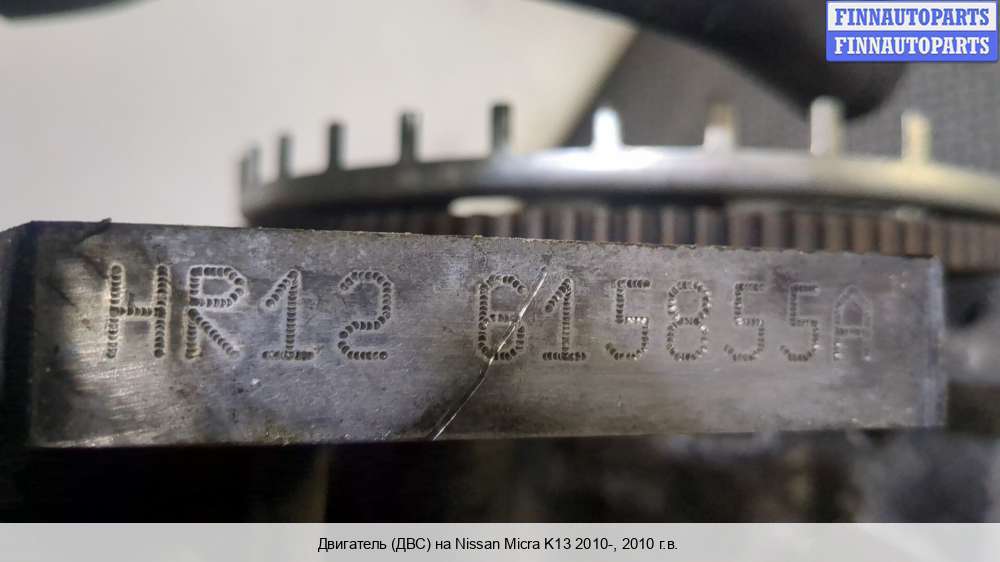 FINNAUTOPARTS
FINNAUTOPARTS
HR12 615855A
Двигатель (ДВС) на Nissan Micra K13 2010-, 2010 г.в.